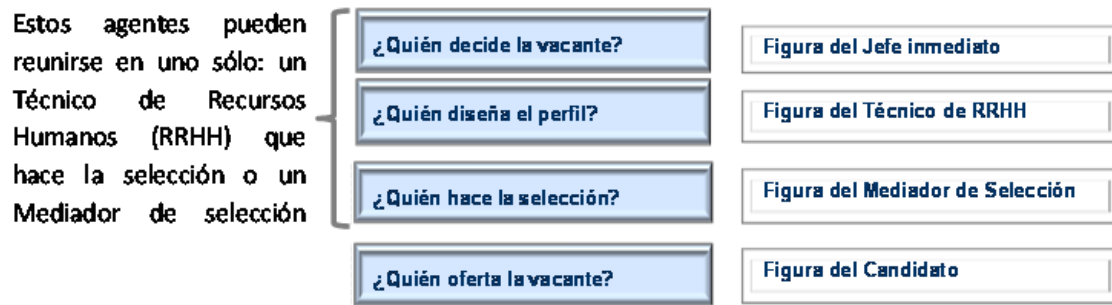 Estos agentes pueden
reunirse en uno sólo: un
Técnico de Recursos
Humanos (RRHH) que
hace la selección o un
Mediador de selección
¿Quién decide la vacante?
Figura del Jefe inmediato
¿Quién diseña el perfil?
Figura del Técnico de RRHH
¿Quién hace la selección?
Figura del Mediador de Selección
¿Quién oferta la vacante?
Figura del Candidato